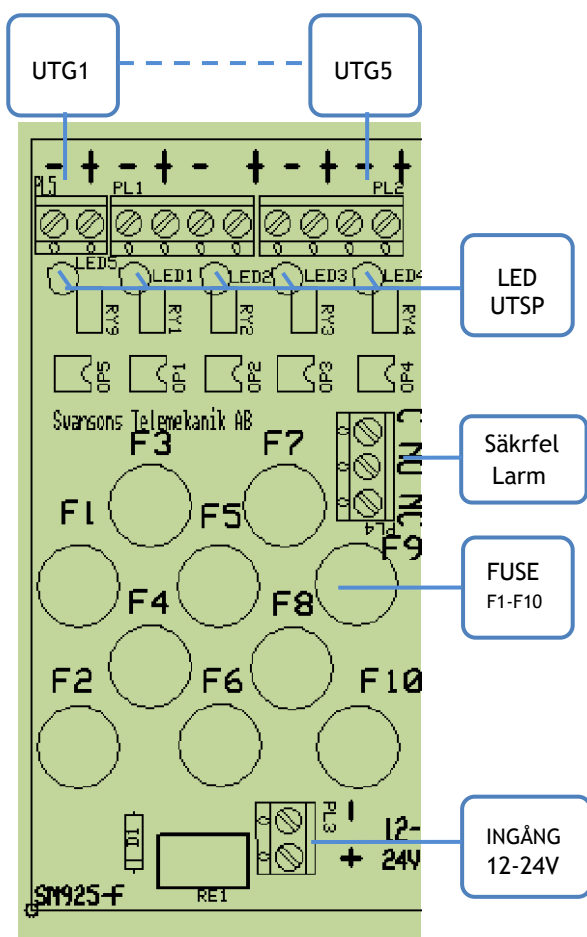 UTG1
UTG5
- + - + - + - + - +
PL5 PL1 PL2
LED5 LED1 LED2 LED3 LED4
LED
UTSP
RY9 RY1 RY2 RY3 RY4
OP5 OP1 OP2 OP3 OP4
Svansons Telemekanik AB
C NO NC
PL4
Säkrfel
Larm
F3 F7
F1 F5 F9
FUSE
F1-F10
F4 F8
F2 F6 F10
PL3
-
+
12-
24V
INGÅNG
12-24V
D1
RE1
SM925-F